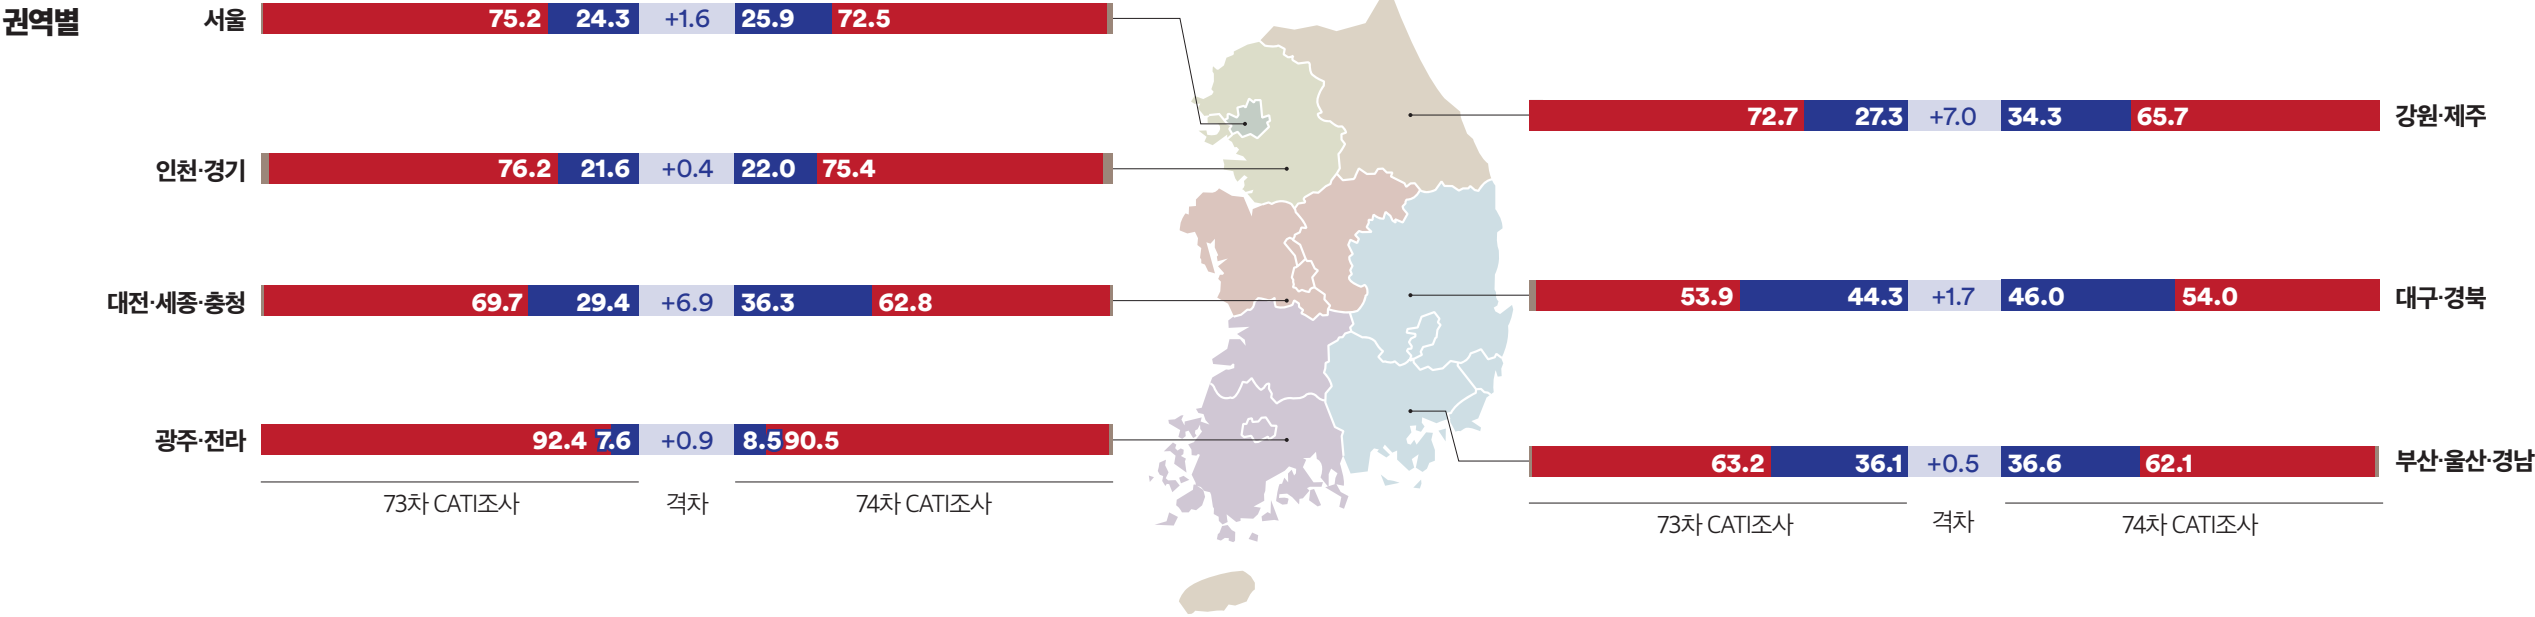 권역별
서울 75.2 24.3 +1.6 25.9 72.5
인천·경기 76.2 21.6 +0.4 22.0 75.4
대전·세종·충청 69.7 29.4 +6.9 36.3 62.8
광주·전라 92.4 7.6 +0.9 8.5 90.5
73차 CATI조사 격차 74차 CATI조사
72.7 27.3 +7.0 34.3 65.7 강원·제주
53.9 44.3 +1.7 46.0 54.0 대구·경북
63.2 36.1 +0.5 36.6 62.1 부산·울산·경남
73차 CATI조사 격차 74차 CATI조사